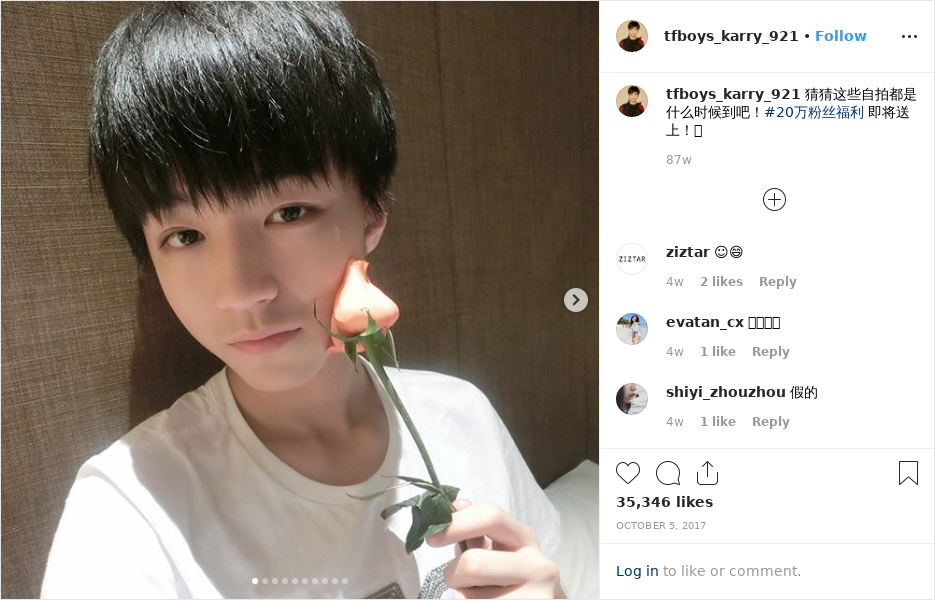 tfboys_karry_921 • Follow
tfboys_karry_921 猜猜这些自拍都是
什么时候到吧！#20万粉丝福利 即将送
上！
87w
ZIZTAR
ziztar ☺😄
4w 2 likes Reply
evatan_cx
4w 1 like Reply
shiyi_zhouzhou 假的
4w 1 like Reply
35,346 likes
OCTOBER 5, 2017
Log in to like or comment.